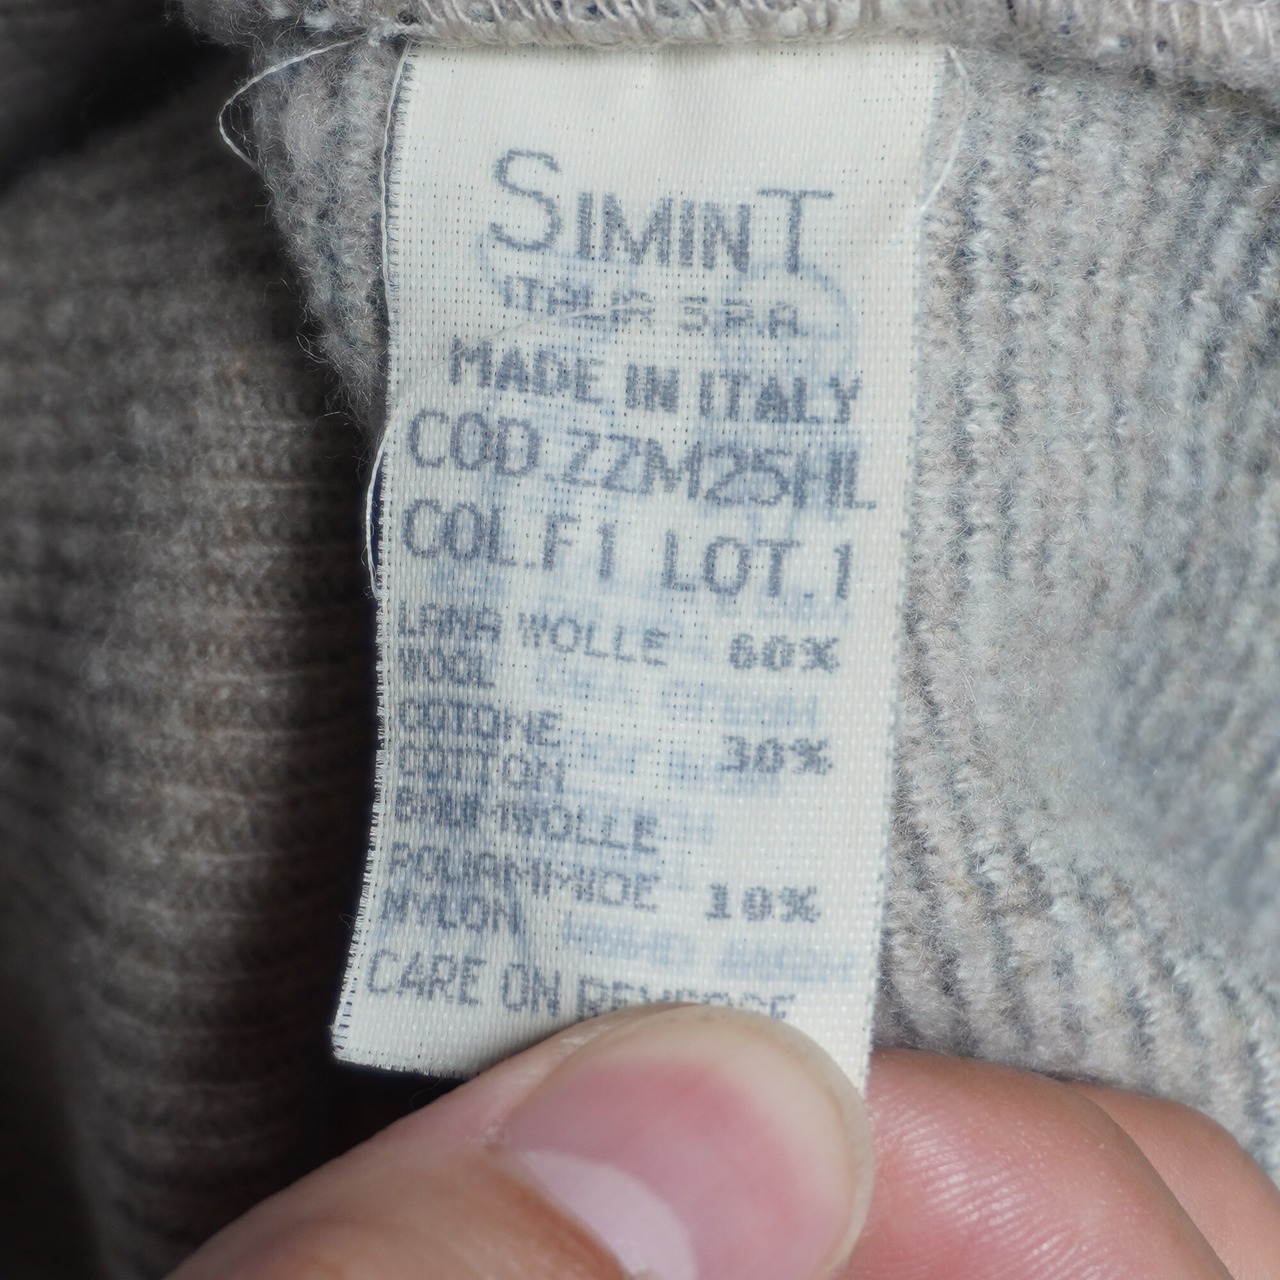 SIMINT
ITALIA S.P.A.
MADE IN ITALY
COD.ZZM25HL
COL.F1 LOT.1
LANA WOLLE 60%
WOOL
COTONE
30%
COTTON
BAUMWOLLE
POLIAMMIDE 10%
NYLON
CARE ON REVERSE